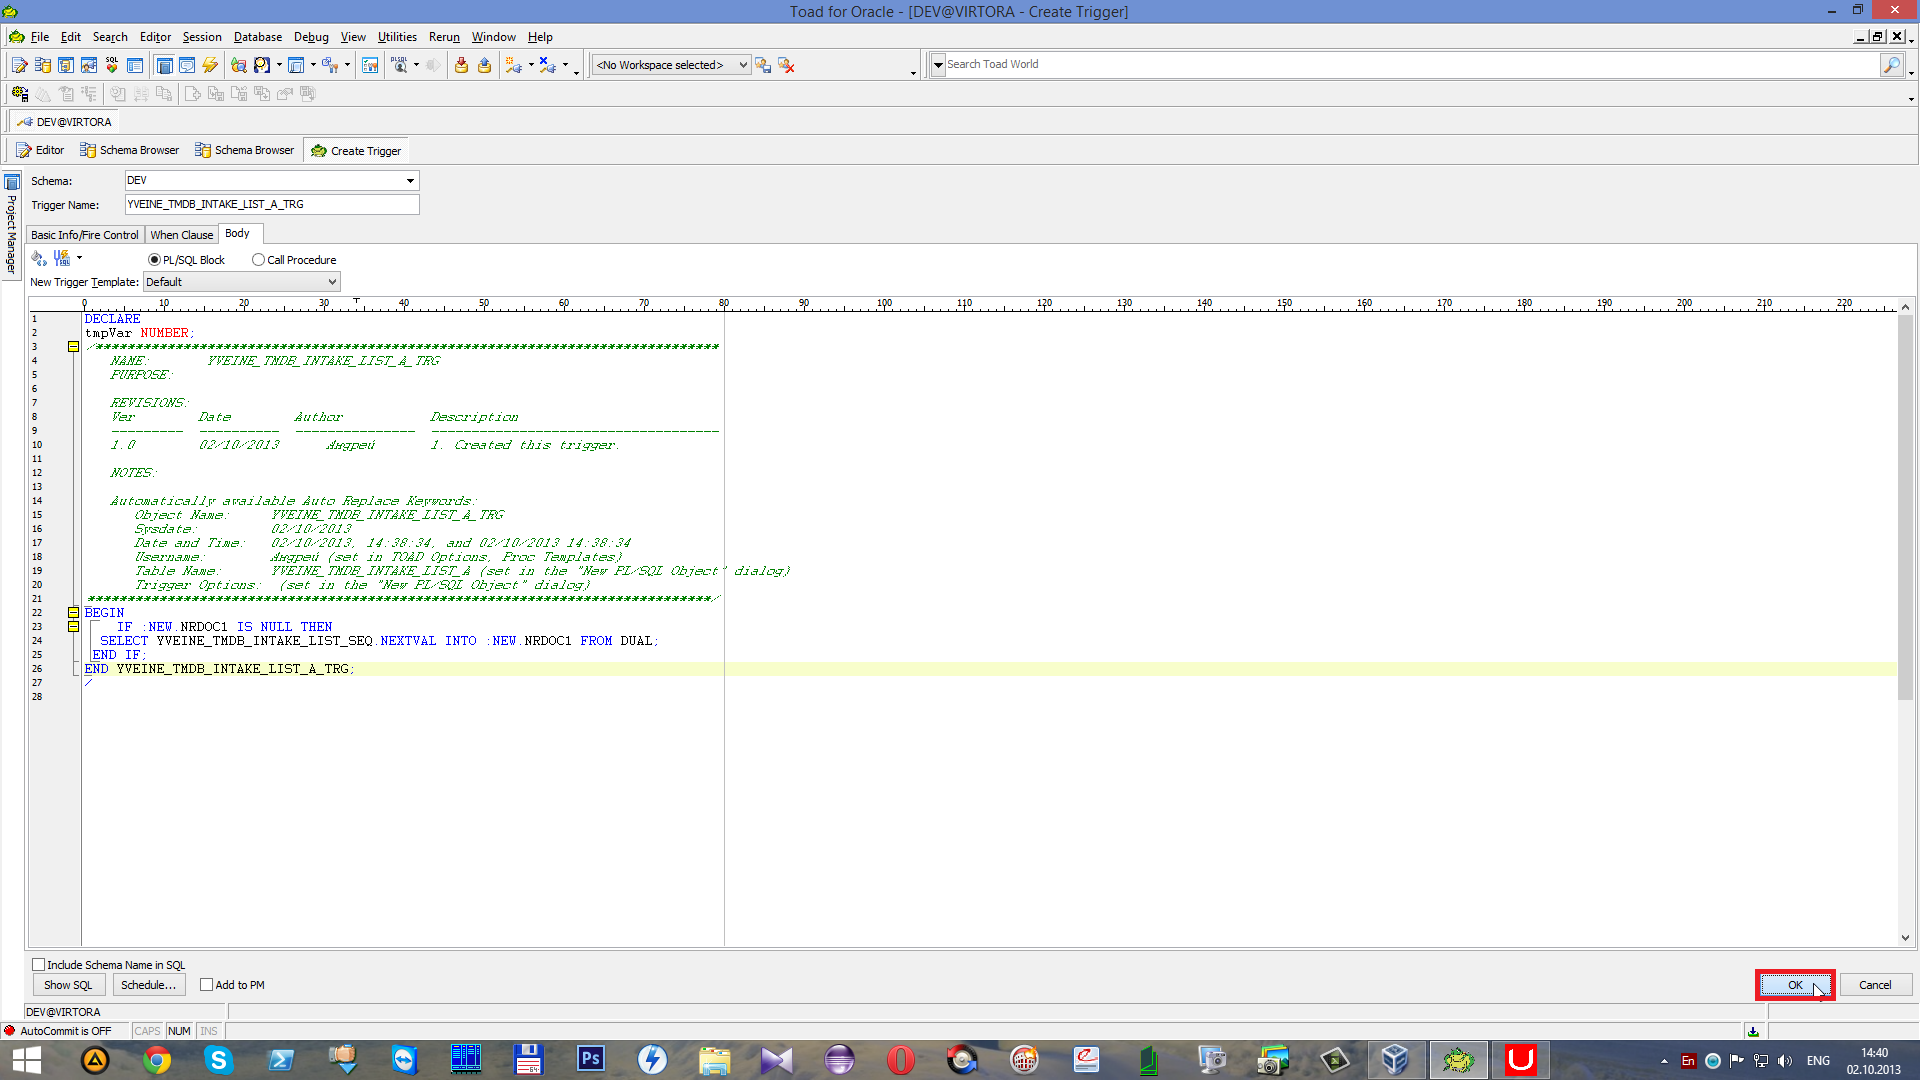 Toad for Oracle - [DEV@VIRTORA - Create Trigger]
File Edit Search Editor Session Database Debug View Utilities Rerun Window Help
<No Workspace selected>
Search Toad World
DEV@VIRTORA
Editor Schema Browser Schema Browser Create Trigger
Project Manager
Schema: DEV
Trigger Name: YVEINE_TMDB_INTAKE_LIST_A_TRG
Basic Info/Fire Control When Clause Body
PL/SQL Block Call Procedure
New Trigger Template: Default
0 10 20 30 40 50 60 70 80 90 100 110 120 130 140 150 160 170 180 190 200 210 220
1 DECLARE
2 tmpVar NUMBER;
3 /******************************************************************************
4 NAME: YVEINE_TMDB_INTAKE_LIST_A_TRG
5 PURPOSE:
6
7 REVISIONS:
8 Ver Date Author Description
9 --------- ---------- --------------- ------------------------------------
10 1.0 02/10/2013 Андрей 1. Created this trigger.
11
12 NOTES:
13
14 Automatically available Auto Replace Keywords:
15 Object Name: YVEINE_TMDB_INTAKE_LIST_A_TRG
16 Sysdate: 02/10/2013
17 Date and Time: 02/10/2013, 14:38:34, and 02/10/2013 14:38:34
18 Username: Андрей (set in TOAD Options, Proc Templates)
19 Table Name: YVEINE_TMDB_INTAKE_LIST_A (set in the "New PL/SQL Object" dialog)
20 Trigger Options: (set in the "New PL/SQL Object" dialog)
21 ******************************************************************************/
22 BEGIN
23 IF :NEW.NRDOC1 IS NULL THEN
24 SELECT YVEINE_TMDB_INTAKE_LIST_SEQ.NEXTVAL INTO :NEW.NRDOC1 FROM DUAL;
25 END IF;
26 END YVEINE_TMDB_INTAKE_LIST_A_TRG;
27 /
28
Include Schema Name in SQL
Show SQL Schedule... Add to PM OK Cancel
DEV@VIRTORA
AutoCommit is OFF CAPS NUM INS
Ps
64
En
ENG
14:40
02.10.2013